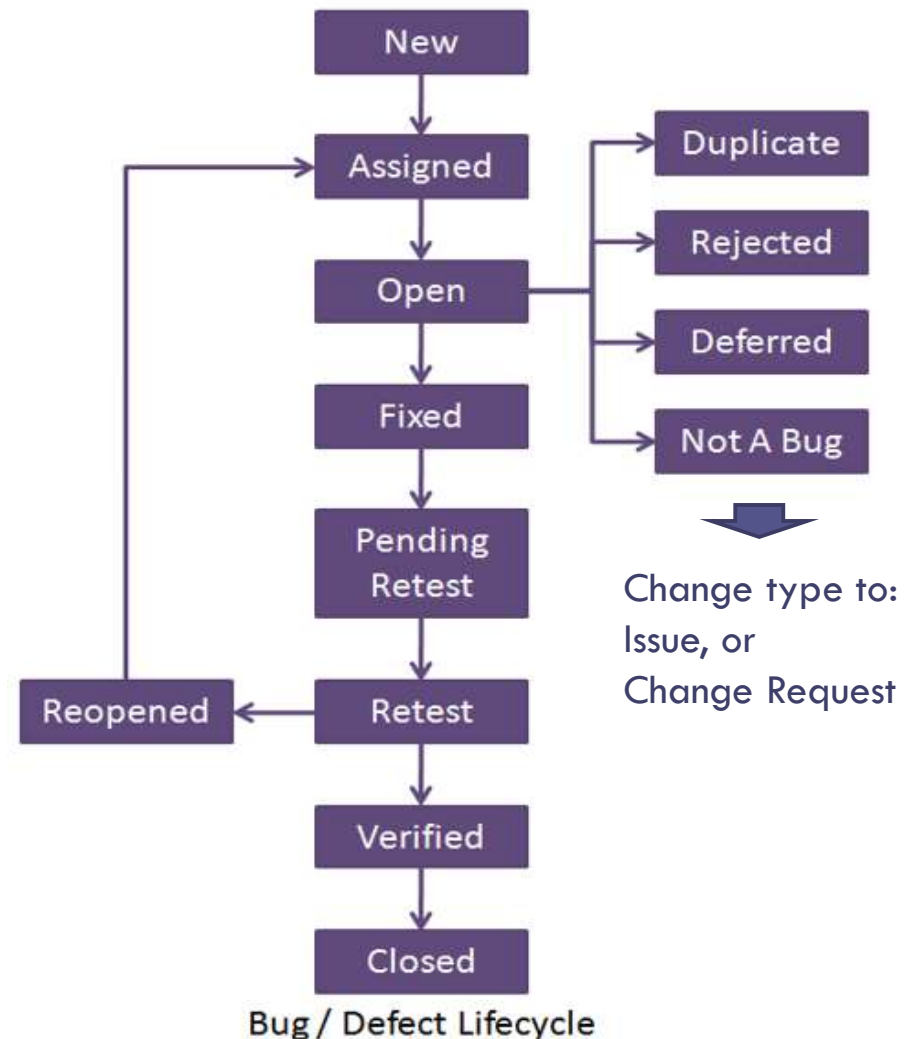 New
Assigned
Open
Fixed
Pending
Retest
Reopened
Retest
Verified
Closed
Duplicate
Rejected
Deferred
Not A Bug
Change type to:
Issue, or
Change Request
Bug / Defect Lifecycle